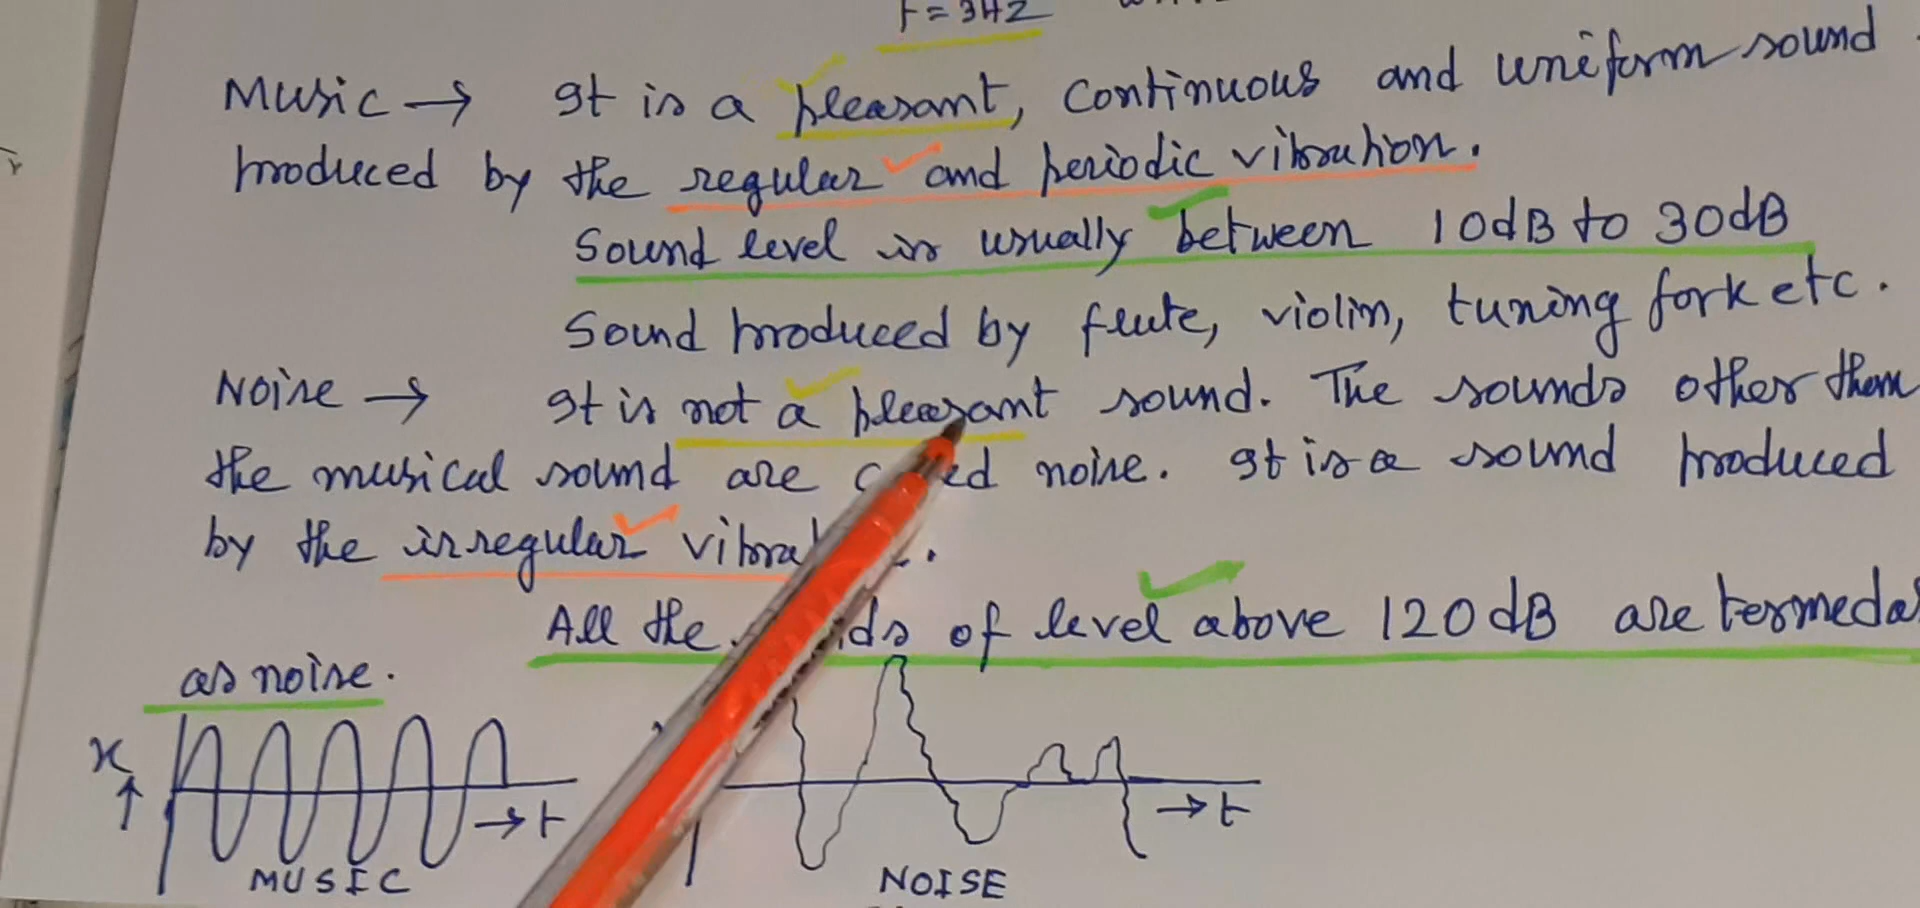 f = 3Hz
Music → It is a pleasant, continuous and uniform sound
produced by the regular and periodic vibration.
Sound level is usually between 10dB to 30dB
Sound produced by flute, violin, tuning fork etc.
Noise → It is not a pleasant sound. The sounds other than
the musical sound are noise. It is a sound produced
by the irregular
All the of level above 120dB are termed as
as noise.
x ↑ → t
→ t
MUSIC
NOISE